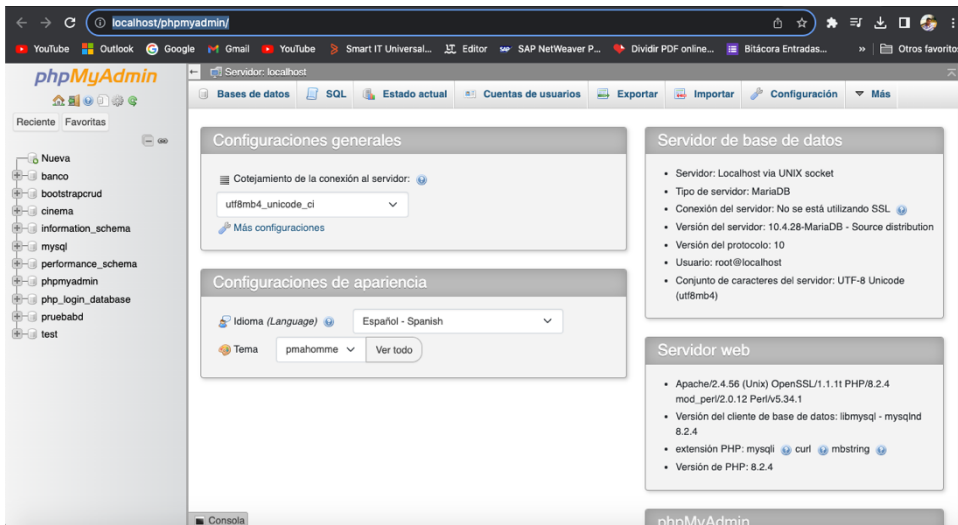 localhost/phpmyadmin/
YouTube Outlook Google Gmail YouTube Smart IT Universal... Editor SAP NetWeaver P... Dividir PDF online... Bitácora Entradas... » Otros favorito
phpMyAdmin
Reciente Favoritas
Nueva
banco
bootstrapcrud
cinema
information_schema
mysql
performance_schema
phpmyadmin
php_login_database
pruebabd
test
Servidor: localhost
Bases de datos SQL Estado actual Cuentas de usuarios Exportar Importar Configuración Más
Configuraciones generales
Cotejamiento de la conexión al servidor:
utf8mb4_unicode_ci
Más configuraciones
Configuraciones de apariencia
Idioma (Language) Español - Spanish
Tema pmahomme Ver todo
Servidor de base de datos
• Servidor: Localhost via UNIX socket
• Tipo de servidor: MariaDB
• Conexión del servidor: No se está utilizando SSL
• Versión del servidor: 10.4.28-MariaDB - Source distribution
• Versión del protocolo: 10
• Usuario: root@localhost
• Conjunto de caracteres del servidor: UTF-8 Unicode
(utf8mb4)
Servidor web
• Apache/2.4.56 (Unix) OpenSSL/1.1.1t PHP/8.2.4
mod_perl/2.0.12 Perl/v5.34.1
• Versión del cliente de base de datos: libmysql - mysqlnd
8.2.4
• extensión PHP: mysqli curl mbstring
• Versión de PHP: 8.2.4
phpMyAdmin
Consola